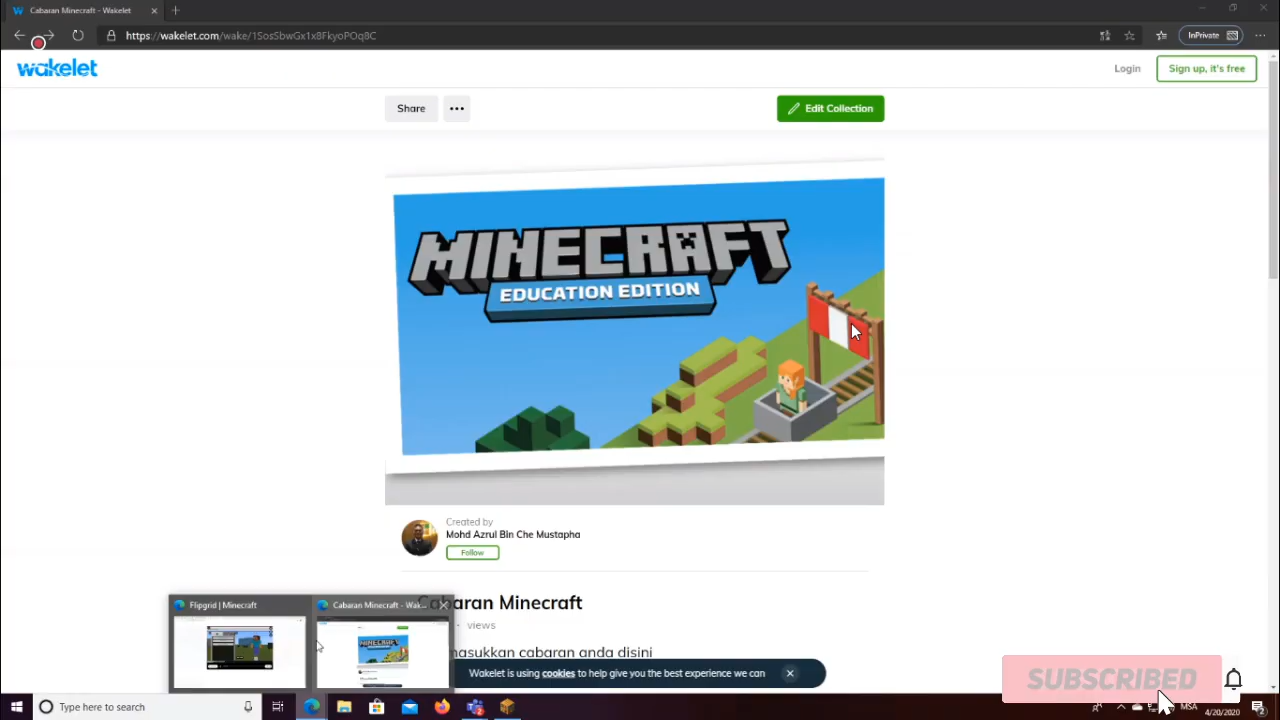 Cabaran Minecraft - Wakelet
https://wakelet.com/wake/1SosSbwGx1x8FkyoPOq8C
InPrivate
wakelet
Login
Sign up, it's free
Share
Edit Collection
MINECRAFT
EDUCATION EDITION
Created by
Mohd Azrul Bin Che Mustapha
Follow
Flipgrid | Minecraft
Cabaran Minecraft - Wak...
Cabaran Minecraft
views
masukkan cabaran anda disini
Wakelet is using cookies to help give you the best experience we can
SUBSCRIBED
Type here to search
MSA
4/20/2020